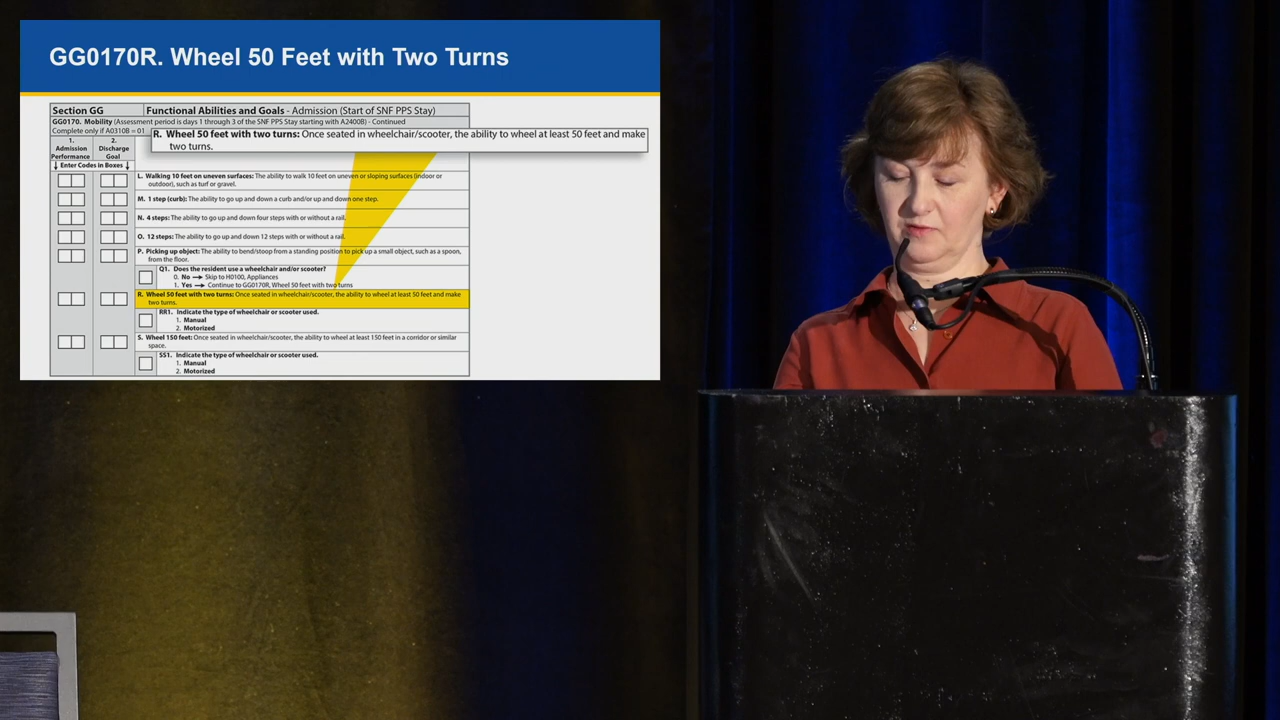 GG0170R. Wheel 50 Feet with Two Turns
Section GG Functional Abilities and Goals - Admission (Start of SNF PPS Stay)
GG0170. Mobility (Assessment period is days 1 through 3 of the SNF PPS Stay starting with A2400B) - Continued
Complete only if A0310B = 01
R. Wheel 50 feet with two turns: Once seated in wheelchair/scooter, the ability to wheel at least 50 feet and make
two turns.
1.
Admission
Performance
2.
Discharge
Goal
↓ Enter Codes in Boxes ↓
L. Walking 10 feet on uneven surfaces: The ability to walk 10 feet on uneven or sloping surfaces (indoor or
outdoor), such as turf or gravel.
M. 1 step (curb): The ability to go up and down a curb and/or up and down one step.
N. 4 steps: The ability to go up and down four steps with or without a rail.
O. 12 steps: The ability to go up and down 12 steps with or without a rail.
P. Picking up object: The ability to bend/stoop from a standing position to pick up a small object, such as a spoon,
from the floor.
Q1. Does the resident use a wheelchair and/or scooter?
0. No → Skip to H0100, Appliances
1. Yes → Continue to GG0170R, Wheel 50 feet with two turns
R. Wheel 50 feet with two turns: Once seated in wheelchair/scooter, the ability to wheel at least 50 feet and make
two turns.
RR1. Indicate the type of wheelchair or scooter used.
1. Manual
2. Motorized
S. Wheel 150 feet: Once seated in wheelchair/scooter, the ability to wheel at least 150 feet in a corridor or similar
space.
SS1. Indicate the type of wheelchair or scooter used.
1. Manual
2. Motorized